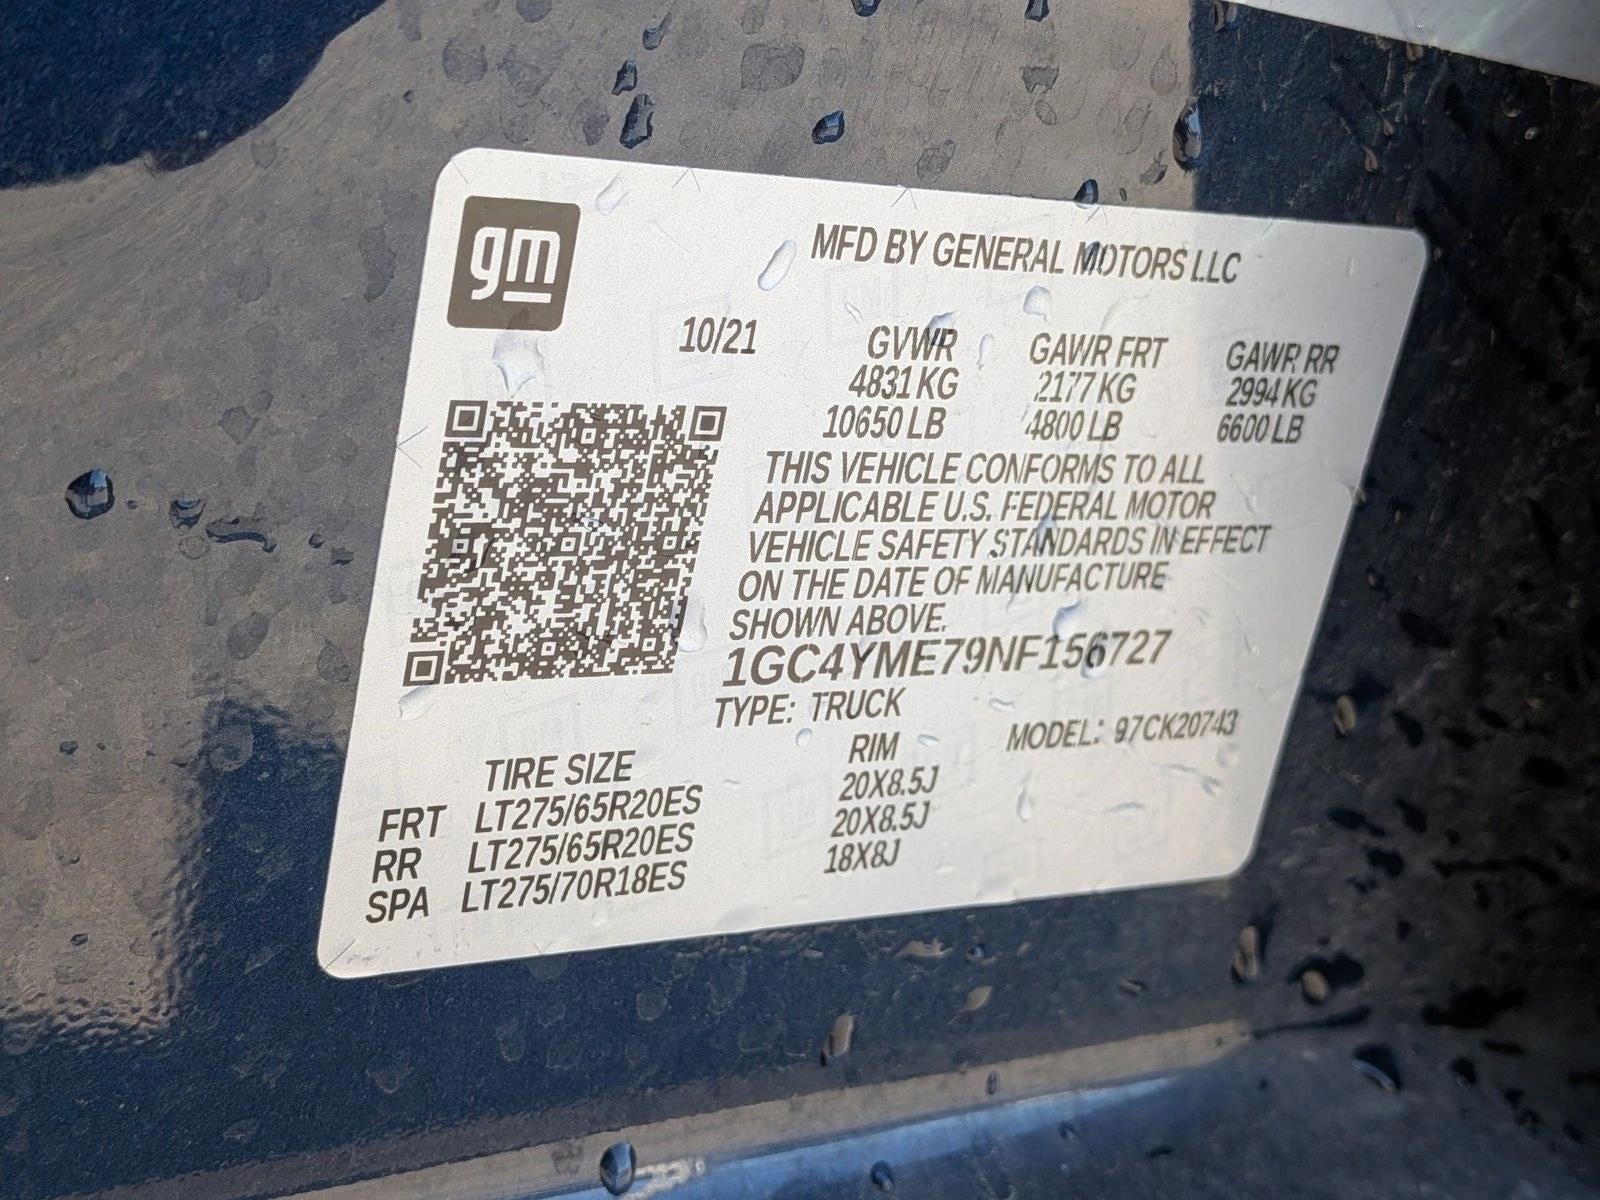 gm
MFD BY GENERAL MOTORS LLC
10/21 GVWR GAWR FRT GAWR RR
4831 KG 2177 KG 2994 KG
10650 LB 4800 LB 6600 LB
THIS VEHICLE CONFORMS TO ALL
APPLICABLE U.S. FEDERAL MOTOR
VEHICLE SAFETY STANDARDS IN EFFECT
ON THE DATE OF MANUFACTURE
SHOWN ABOVE.
1GC4YME79NF156727
TYPE: TRUCK MODEL: 97CK20743
TIRE SIZE RIM
FRT LT275/65R20ES 20X8.5J
RR LT275/65R20ES 20X8.5J
SPA LT275/70R18ES 18X8J